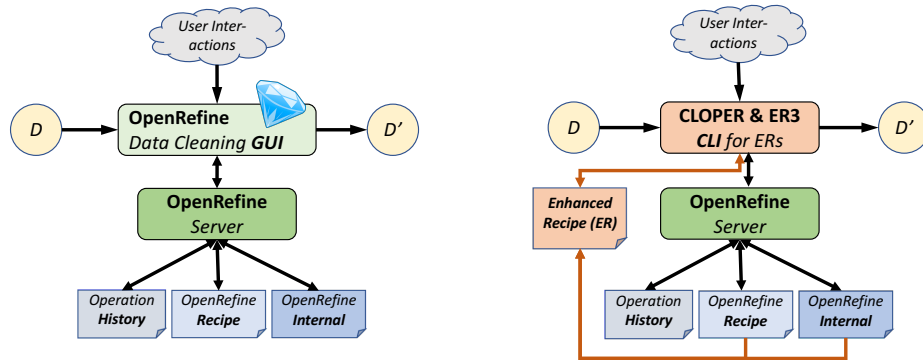 User Inter-
actions
D
OpenRefine
Data Cleaning GUI
D’
OpenRefine
Server
Operation
History
OpenRefine
Recipe
OpenRefine
Internal
User Inter-
actions
D
CLOPER & ER3
CLI for ERs
D’
Enhanced
Recipe (ER)
OpenRefine
Server
Operation
History
OpenRefine
Recipe
OpenRefine
Internal